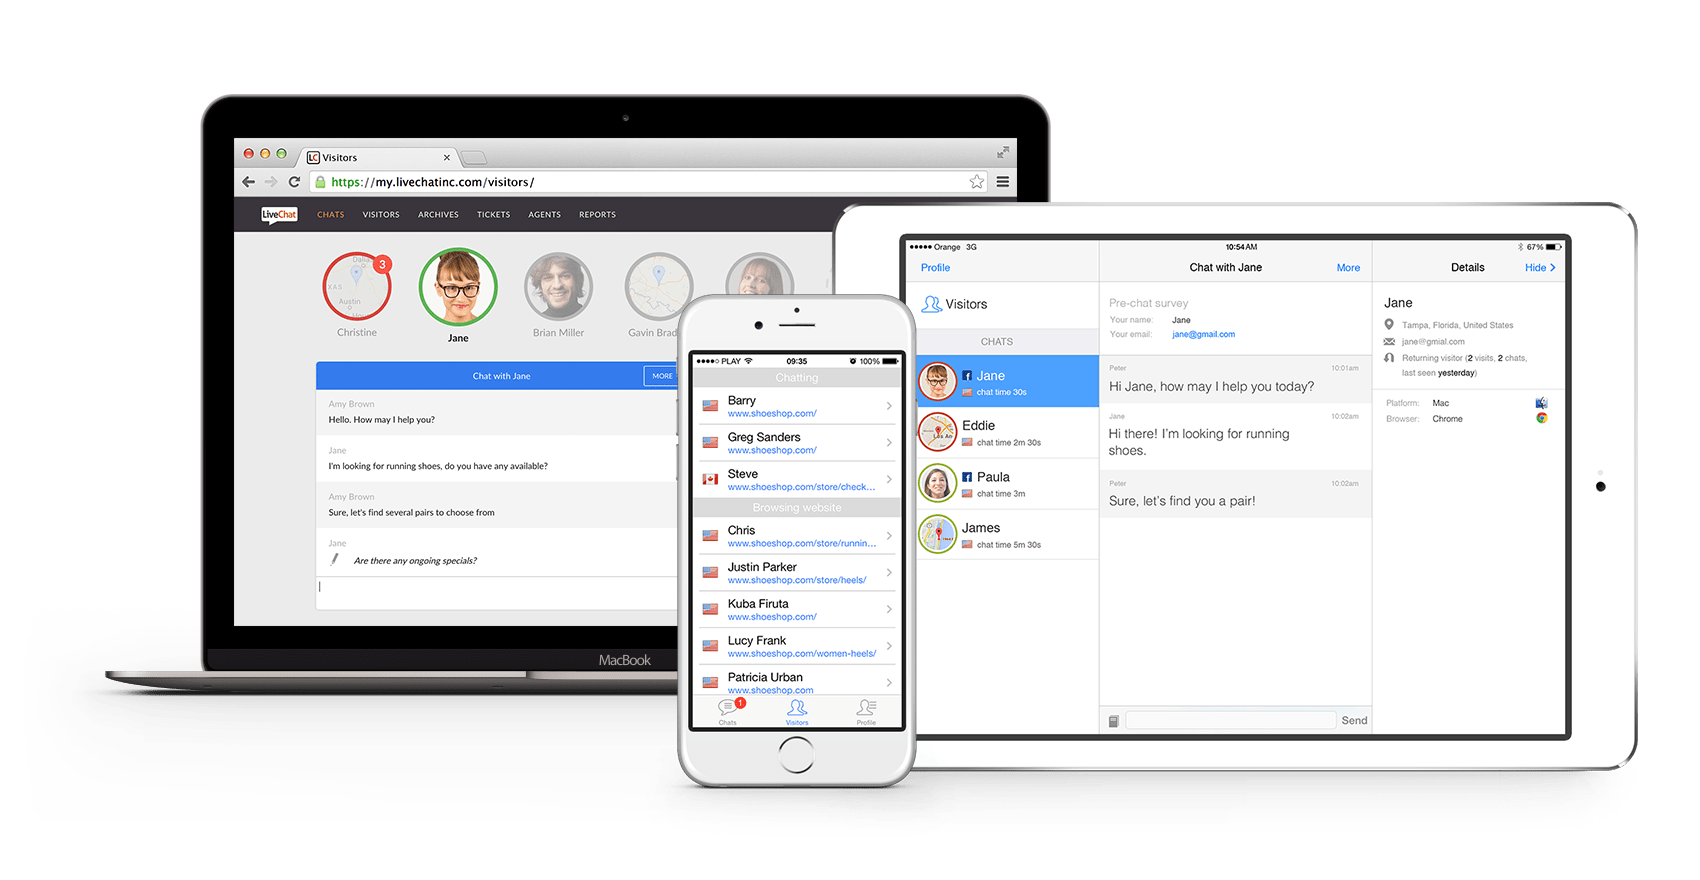 LC Visitors
https://my.livechatinc.com/visitors/
LiveChat CHATS VISITORS ARCHIVES TICKETS AGENTS REPORTS
3
Christine
Jane
Brian Miller
Gavin Brad
Chat with Jane
MORE
Amy Brown
Hello. How may I help you?
Jane
I'm looking for running shoes, do you have any available?
Amy Brown
Sure, let's find several pairs to choose from
Jane
Are there any ongoing specials?
MacBook
PLAY 09:35 100%
Chatting
Barry
www.shoeshop.com/
Greg Sanders
www.shoeshop.com/
Steve
www.shoeshop.com/store/check...
Browsing website
Chris
www.shoeshop.com/store/runnin...
Justin Parker
www.shoeshop.com/store/heels/
Kuba Firuta
www.shoeshop.com/
Lucy Frank
www.shoeshop.com/women-heels/
Patricia Urban
www.shoeshop.com
1
Chats Visitors Profile
Orange 3G 10:54AM 67%
Profile
Visitors
CHATS
Jane
chat time 30s
Eddie
chat time 2m 30s
Paula
chat time 3m
James
chat time 5m 30s
Chat with Jane More
Pre-chat survey
Your name: Jane
Your email: jane@gmail.com
Peter 10:01am
Hi Jane, how may I help you today?
Jane 10:02am
Hi there! I'm looking for running
shoes.
Peter 10:02am
Sure, let's find you a pair!
Send
Details Hide
Jane
Tampa, Florida, United States
jane@gmial.com
Returning visitor (2 visits, 2 chats,
last seen yesterday)
Platform: Mac
Browser: Chrome